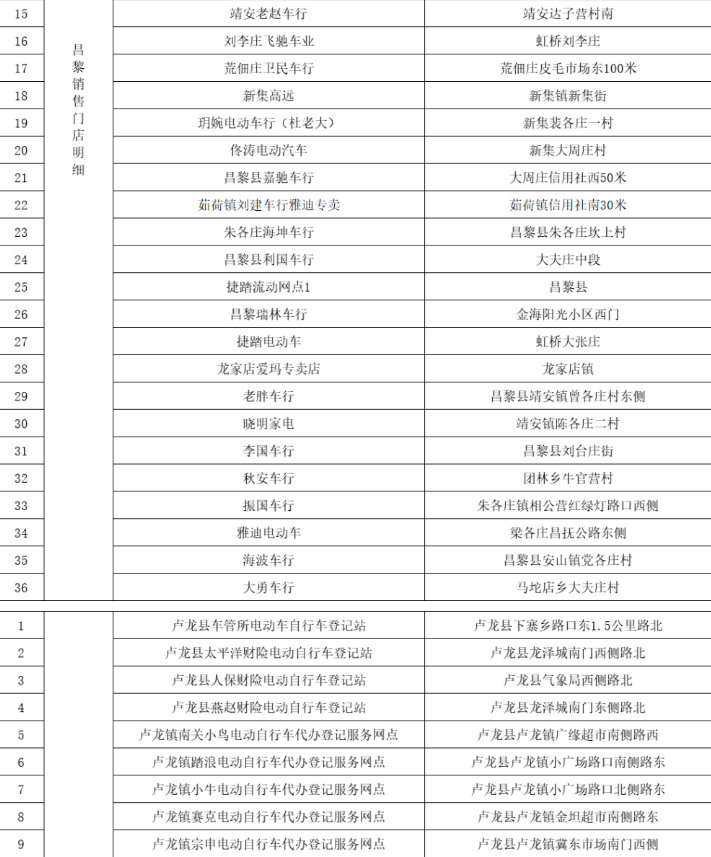 15 靖安老赵车行 靖安达子营村南
16 刘李庄飞驰车业 虹桥刘李庄
17 荒佃庄卫民车行 荒佃庄皮毛市场东100米
18 新集高远 新集镇新集街
19 玥婉电动车行（杜老大） 新集裴各庄一村
20 佟涛电动汽车 新集大周庄村
21 昌黎县嘉驰车行 大周庄信用社西50米
22 茹荷镇刘建车行雅迪专卖 茹荷镇信用社南30米
23 朱各庄海坤车行 昌黎县朱各庄坎上村
24 昌黎县利国车行 大夫庄中段
25 捷踏流动网点1 昌黎县
26 昌黎瑞林车行 金海阳光小区西门
27 捷踏电动车 虹桥大张庄
28 龙家店爱玛专卖店 龙家店镇
29 老胖车行 昌黎县靖安镇曾各庄村东侧
30 晓明家电 靖安镇陈各庄二村
31 李国车行 昌黎县刘台庄街
32 秋安车行 团林乡牛官营村
33 振国车行 朱各庄镇相公营红绿灯路口西侧
34 雅迪电动车 梁各庄昌抚公路东侧
35 海波车行 昌黎县安山镇党各庄村
36 大勇车行 马坨店乡大夫庄村
昌黎销售门店明细
1 卢龙县车管所电动车自行车登记站 卢龙县下寨乡路口东1.5公里路北
2 卢龙县太平洋财险电动自行车登记站 卢龙县龙泽城南门西侧路北
3 卢龙县人保财险电动自行车登记站 卢龙县气象局西侧路北
4 卢龙县燕赵财险电动自行车登记站 卢龙县龙泽城南门东侧路北
5 卢龙镇南关小鸟电动自行车代办登记服务网点 卢龙县卢龙镇广缘超市南侧路西
6 卢龙镇踏浪电动自行车代办登记服务网点 卢龙县卢龙镇小广场路口南侧路东
7 卢龙镇小牛电动自行车代办登记服务网点 卢龙县卢龙镇小广场路口北侧路东
8 卢龙镇赛克电动自行车代办登记服务网点 卢龙县卢龙镇金坦超市南侧路东
9 卢龙镇宗申电动自行车代办登记服务网点 卢龙县卢龙镇冀东市场南门西侧